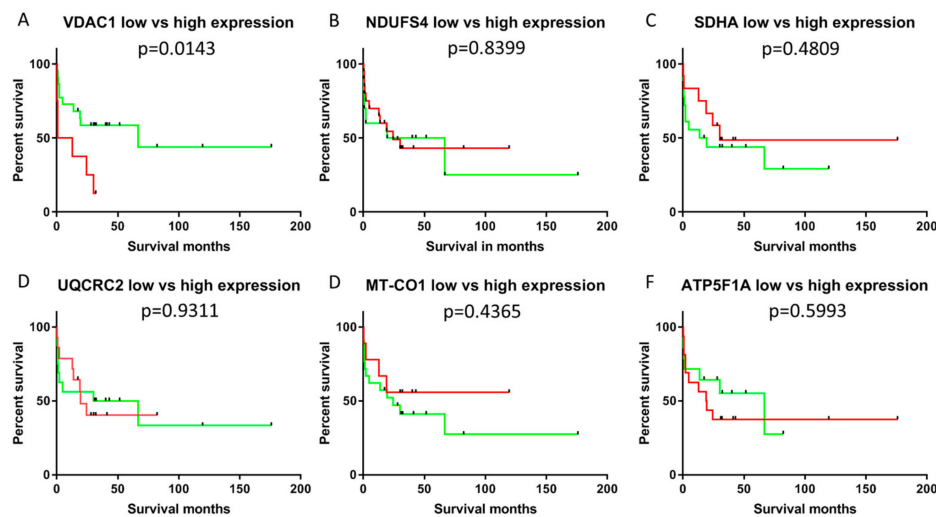 A VDAC1 low vs high expression
p=0.0143
Percent survival
100
50
0
0 50 100 150 200
Survival months
B NDUFS4 low vs high expression
p=0.8399
Percent survival
100
50
0
0 50 100 150 200
Survival in months
C SDHA low vs high expression
p=0.4809
Percent survival
100
50
0
0 50 100 150 200
Survival months
D UQCRC2 low vs high expression
p=0.9311
Percent survival
100
50
0
0 50 100 150 200
Survival months
D MT-CO1 low vs high expression
p=0.4365
Percent survival
100
50
0
0 50 100 150 200
Survival months
F ATP5F1A low vs high expression
p=0.5993
Percent survival
100
50
0
0 50 100 150 200
Survival months